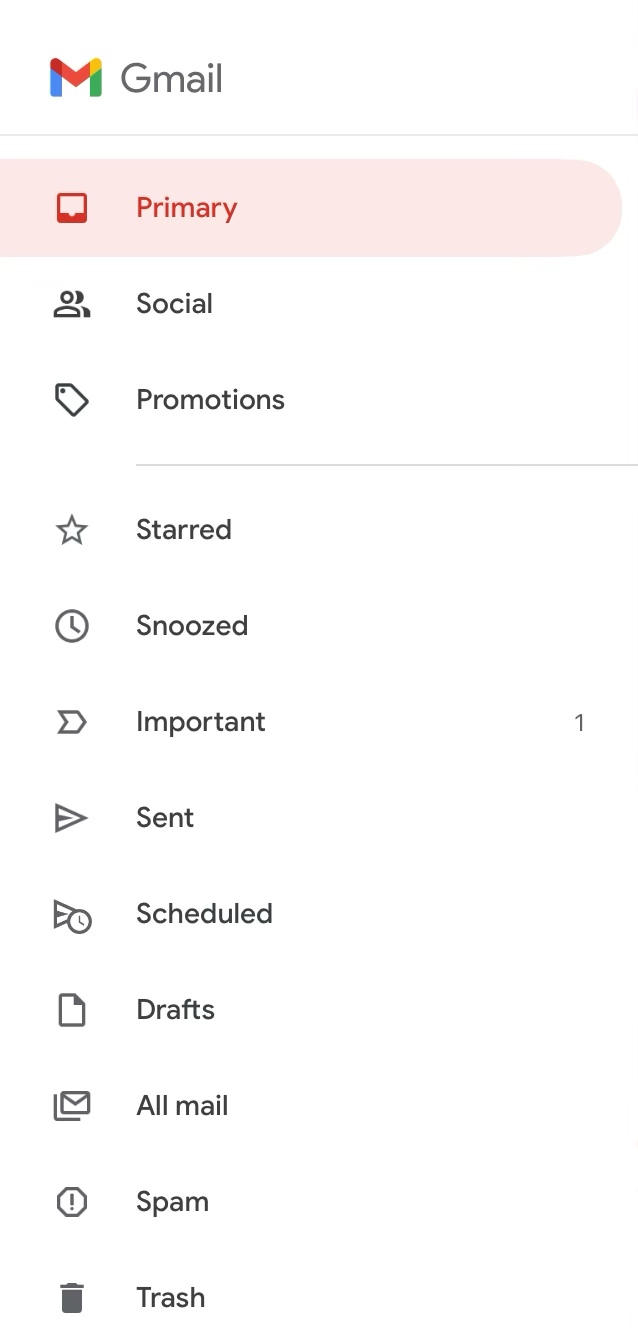 Gmail
Primary
Social
Promotions
Starred
Snoozed
Important 1
Sent
Scheduled
Drafts
All mail
Spam
Trash